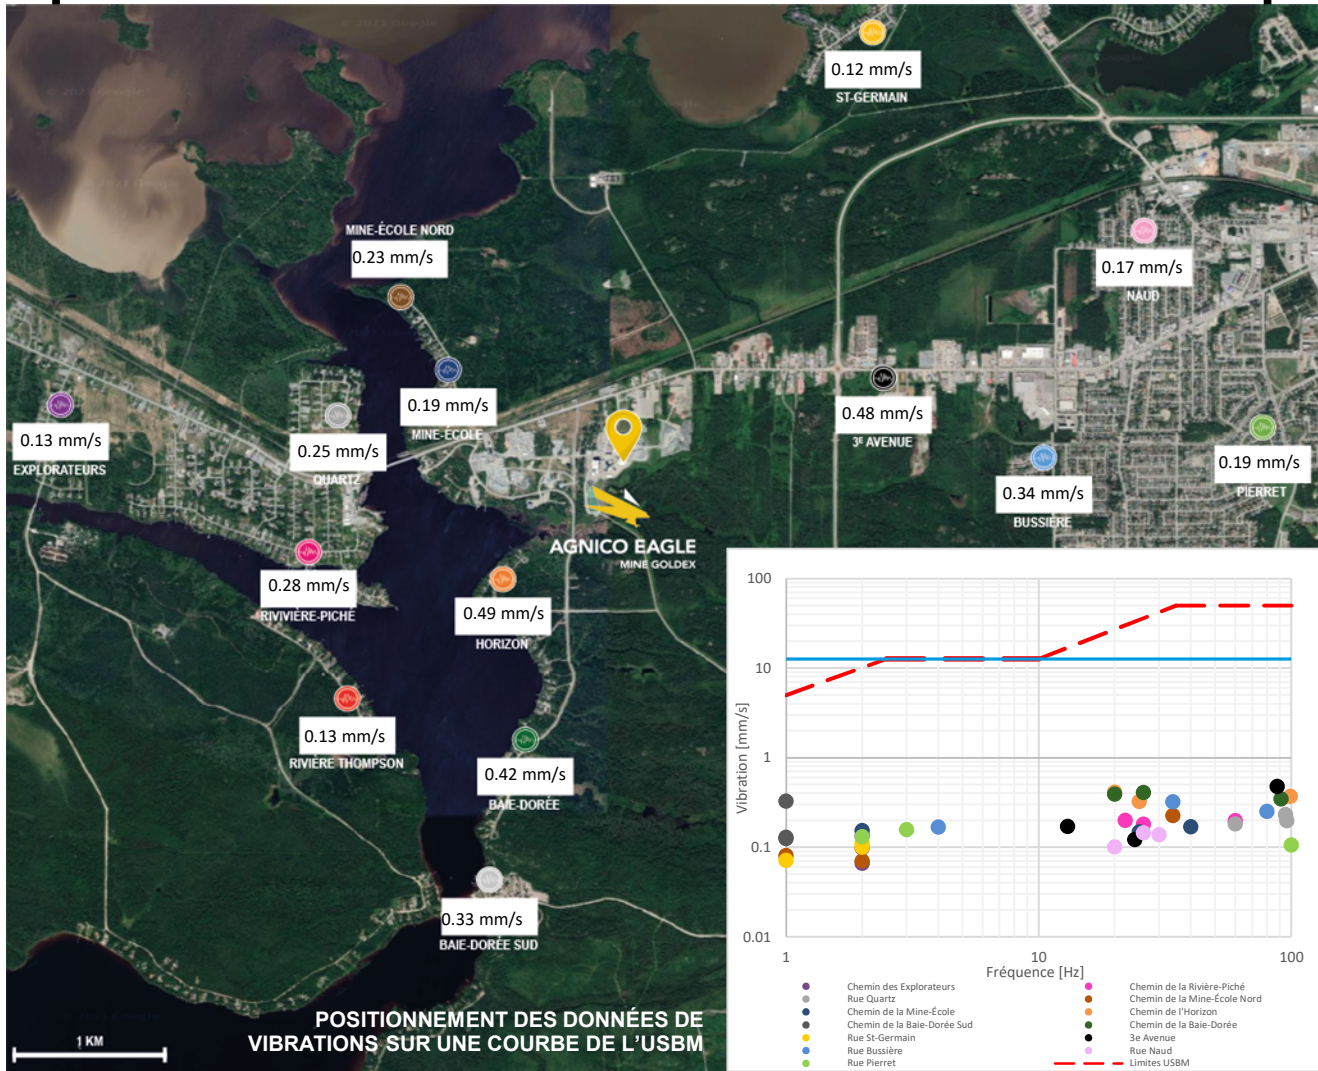 0.12 mm/s
ST-GERMAIN
MINE-ÉCOLE NORD
0.23 mm/s
0.17 mm/s
NAUD
0.19 mm/s
MINE-ÉCOLE
0.48 mm/s
3E AVENUE
0.13 mm/s
EXPLORATEURS
0.25 mm/s
QUARTZ
0.19 mm/s
PIERRET
0.34 mm/s
BUSSIÈRE
AGNICO EAGLE
MINE GOLDEX
0.28 mm/s
RIVIVIÈRE-PICHÉ
0.49 mm/s
HORIZON
0.13 mm/s
RIVIÈRE THOMPSON
0.42 mm/s
BAIE-DORÉE
0.33 mm/s
BAIE-DORÉE SUD
POSITIONNEMENT DES DONNÉES DE
VIBRATIONS SUR UNE COURBE DE L'USBM
1 KM
100
10
1
0.1
0.01
Vibration [mm/s]
1
10
100
Fréquence [Hz]
Chemin des Explorateurs
Chemin de la Rivière-Piché
Rue Quartz
Chemin de la Mine-École Nord
Chemin de la Mine-École
Chemin de l'Horizon
Chemin de la Baie-Dorée Sud
Chemin de la Baie-Dorée
Rue St-Germain
3e Avenue
Rue Bussière
Rue Naud
Rue Pierret
Limites USBM